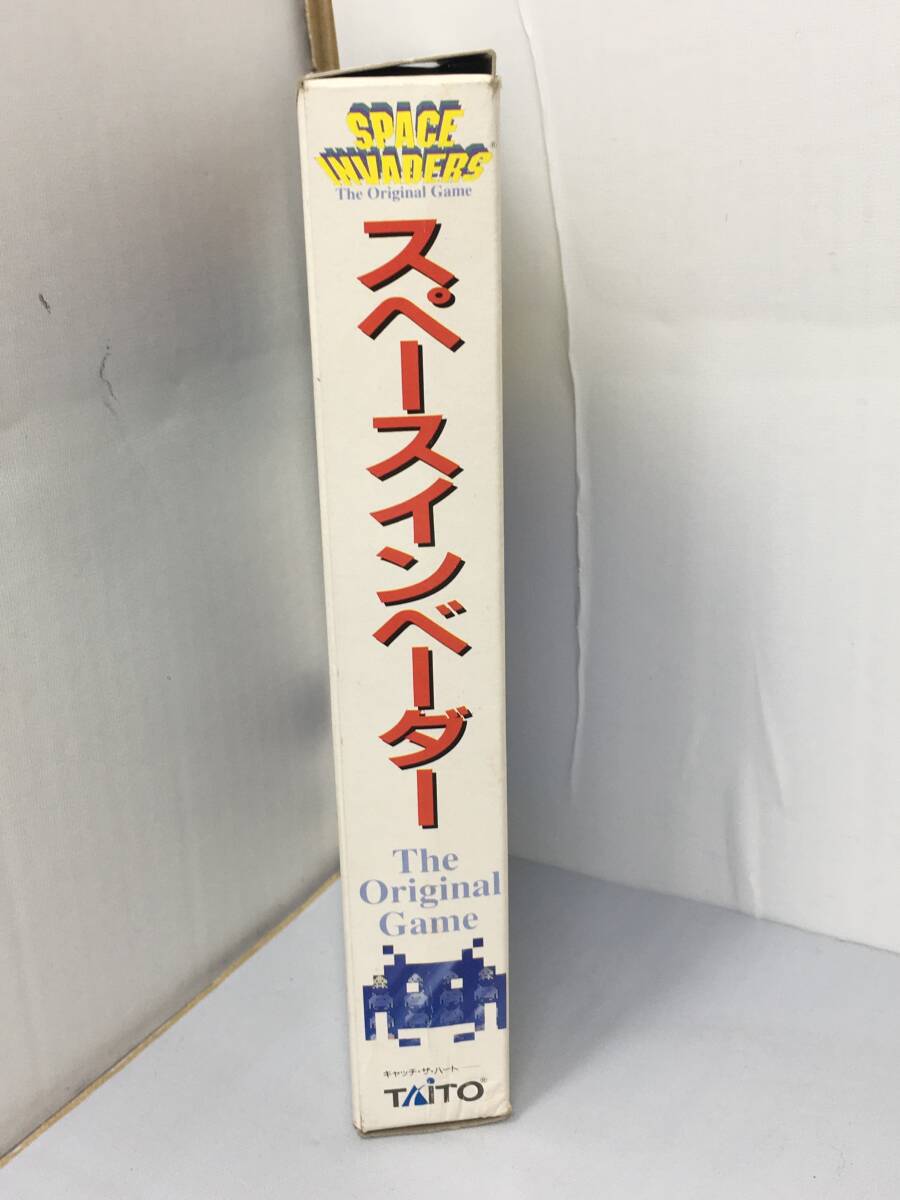 SPACE
INVADERS®
The Original Game
スペースインベーダー
The
Original
Game
キャッチ・ザ・ハート
TAITO®